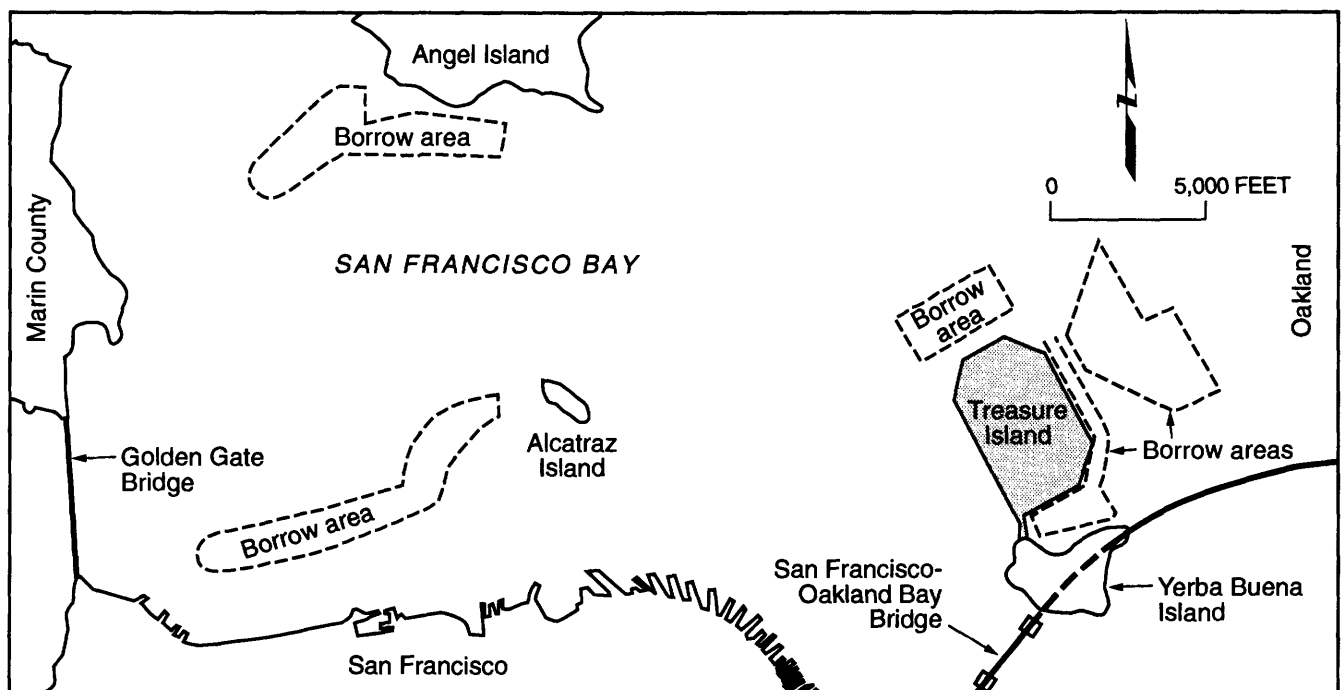 Angel Island
Borrow area
0 5,000 FEET
Marin County
SAN FRANCISCO BAY
Oakland
Borrow
area
Treasure
Island
Alcatraz
Island
Borrow areas
Golden Gate
Bridge
Borrow area
San Francisco-
Oakland Bay
Bridge
Yerba Buena
Island
San Francisco